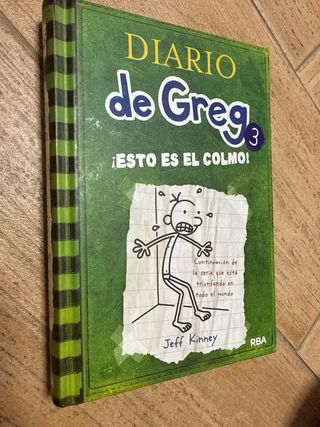 DIARIO
de Greg 3
¡ESTO ES EL COLMO!
Continuación de
la serie que está
triunfando en
todo el mundo
Jeff Kinney
RBA